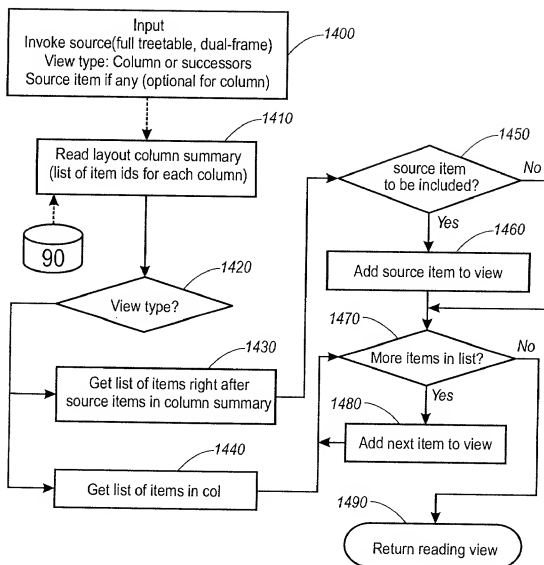 Input
Invoke source(full treetable, dual-frame)
View type: Column or successors
Source item if any (optional for column)
1400
1410
Read layout column summary
(list of item ids for each column)
90
1420
View type?
1430
Get list of items right after
source items in column summary
1440
Get list of items in col
1450
source item
to be included?
No
Yes
1460
Add source item to view
1470
More items in list?
No
Yes
1480
Add next item to view
1490
Return reading view